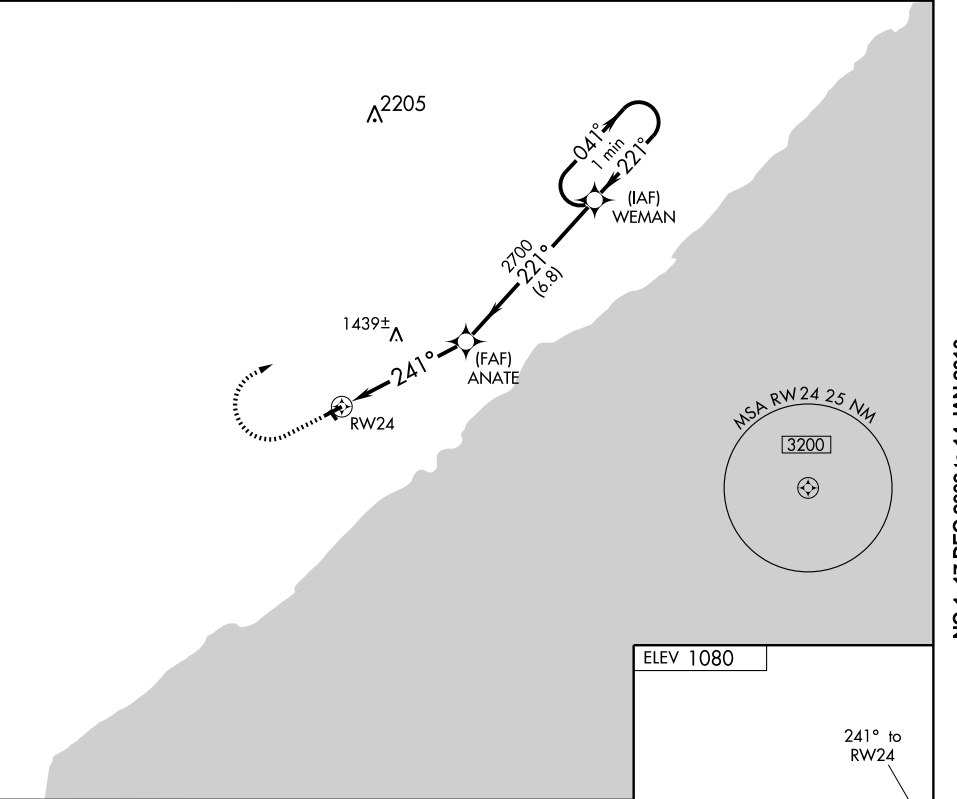 2205
041°
1 min
221°
(IAF)
WEMAN
2700
221°
(6.8)
1439±
(FAF)
ANATE
241°
RW24
MSA RW24 25 NM
3200
ELEV 1080
241° to
RW24